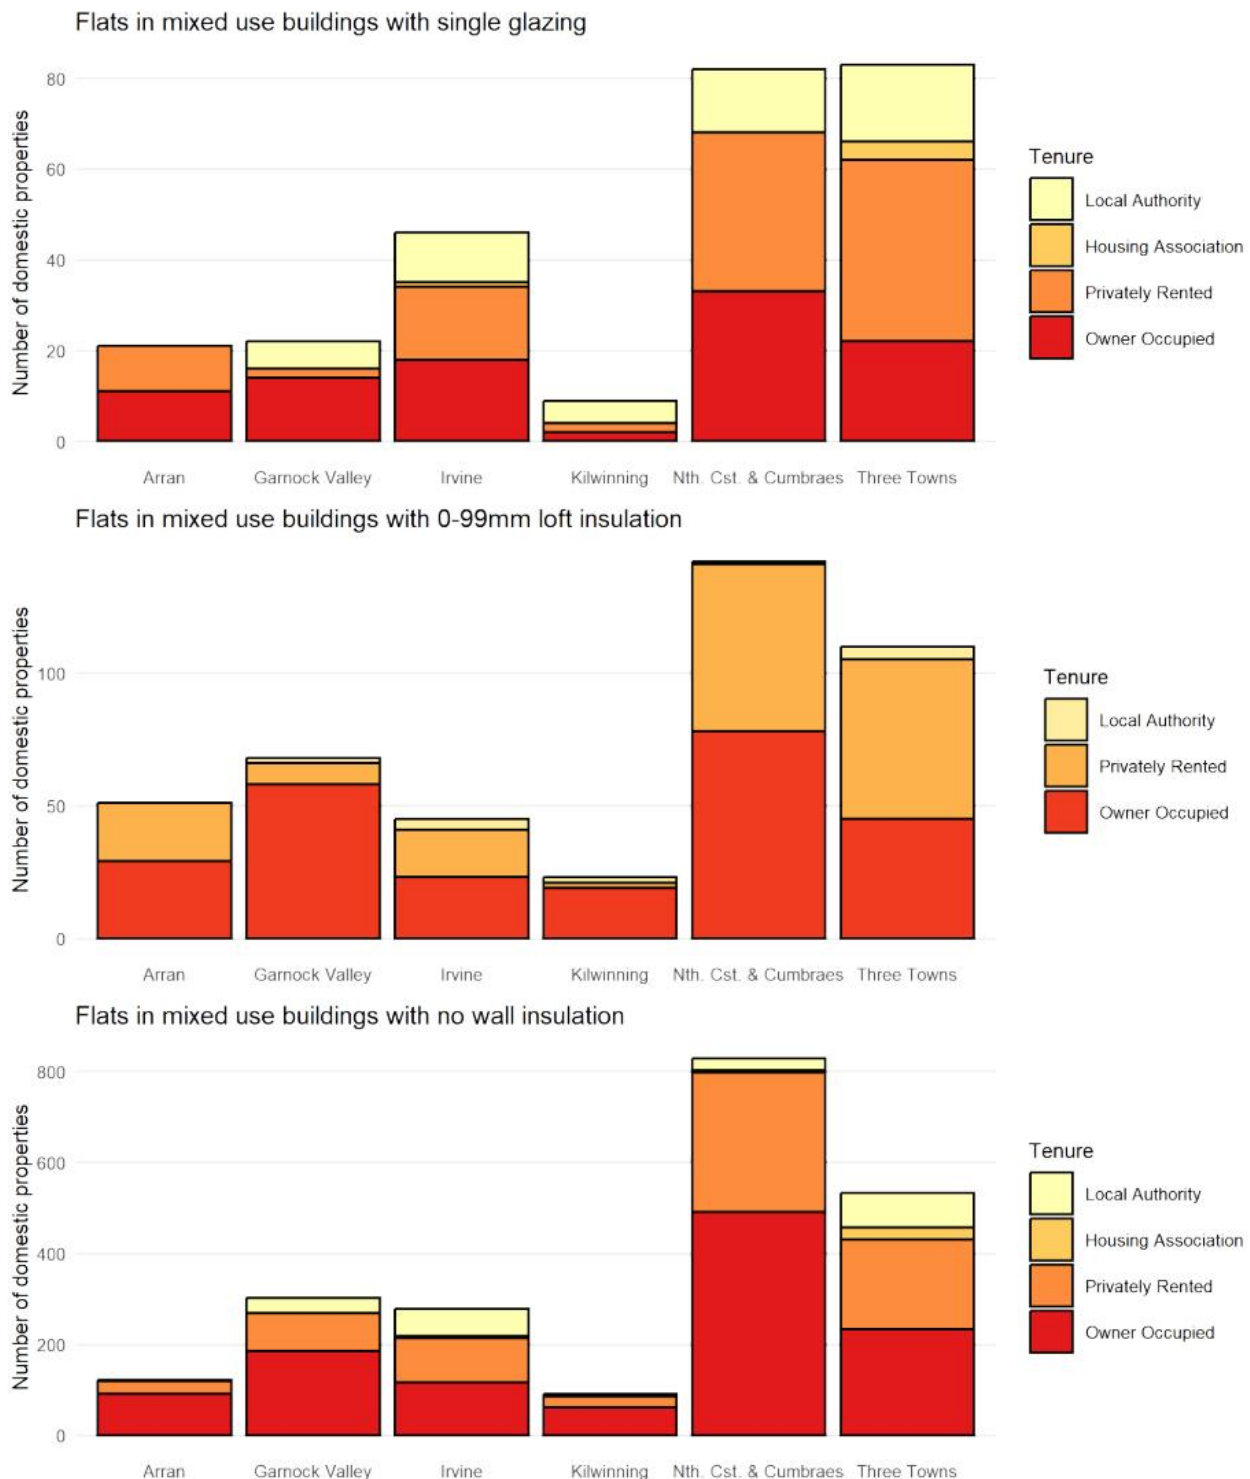 Flats in mixed use buildings with single glazing
Number of domestic properties
80
60
40
20
0
Arran Garnock Valley Irvine Kilwinning Nth. Cst. & Cumbraes Three Towns
Tenure
Local Authority
Housing Association
Privately Rented
Owner Occupied
Flats in mixed use buildings with 0-99mm loft insulation
Number of domestic properties
100
50
0
Arran Garnock Valley Irvine Kilwinning Nth. Cst. & Cumbraes Three Towns
Tenure
Local Authority
Privately Rented
Owner Occupied
Flats in mixed use buildings with no wall insulation
Number of domestic properties
800
600
400
200
0
Arran Garnock Valley Irvine Kilwinning Nth. Cst. & Cumbraes Three Towns
Tenure
Local Authority
Housing Association
Privately Rented
Owner Occupied